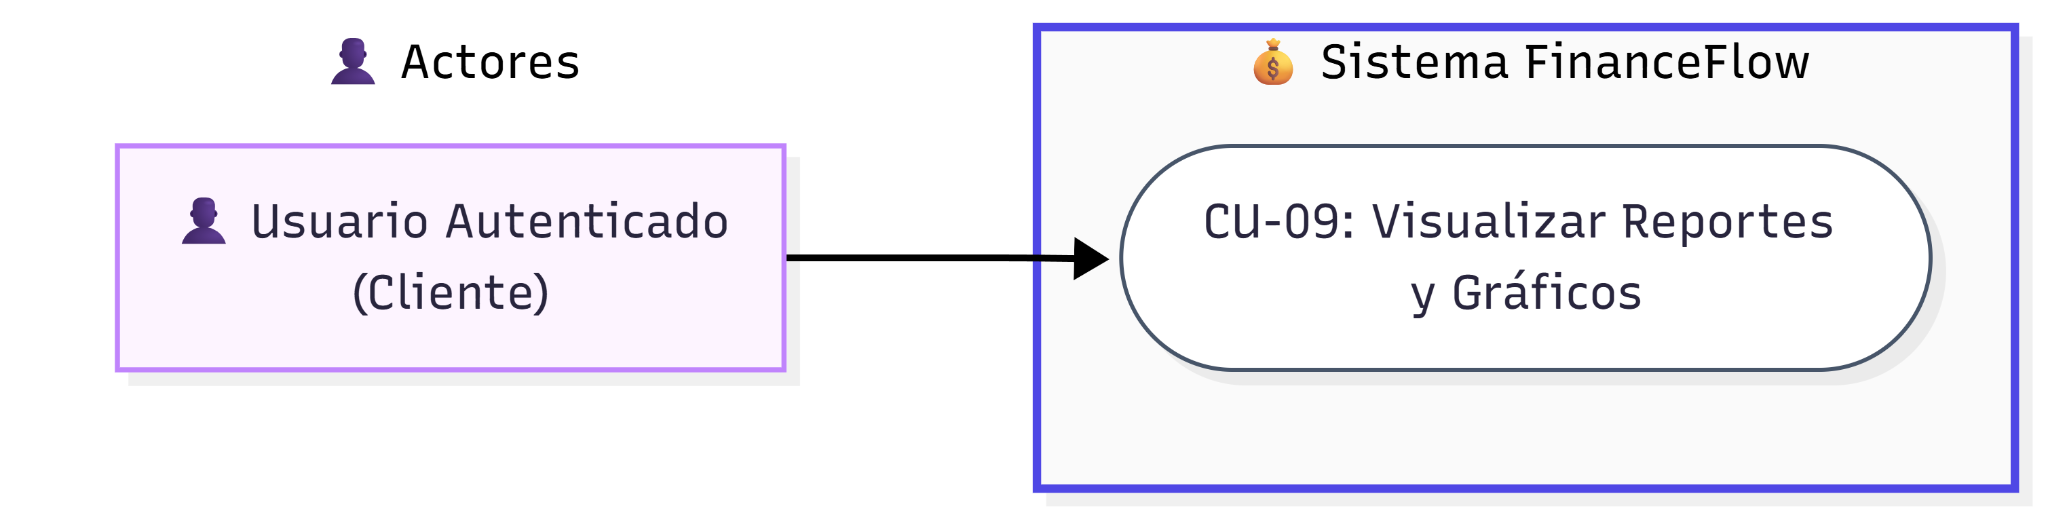 👤 Actores
💰 Sistema FinanceFlow
👤 Usuario Autenticado
(Cliente)
CU-09: Visualizar Reportes
y Gráficos